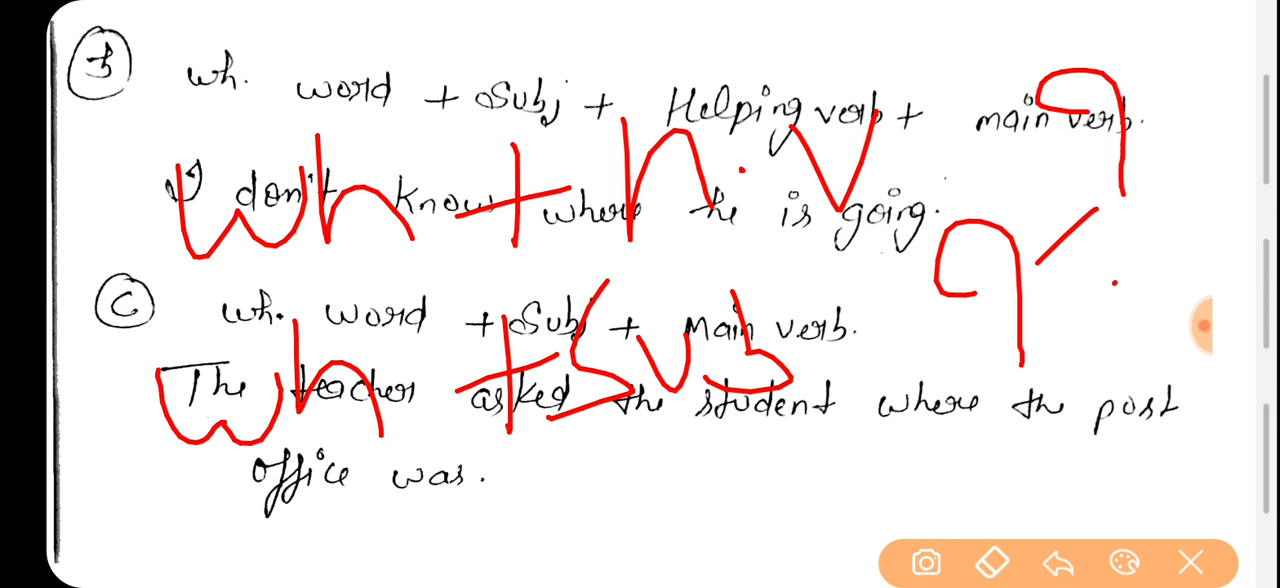 wh. word + Subj + Helping verb + main verb.
?
I don't know where he is going.
wh + h.v
?
C wh. word + Subj + Main verb.
wh + sub
The teacher asked the student where the post
office was.